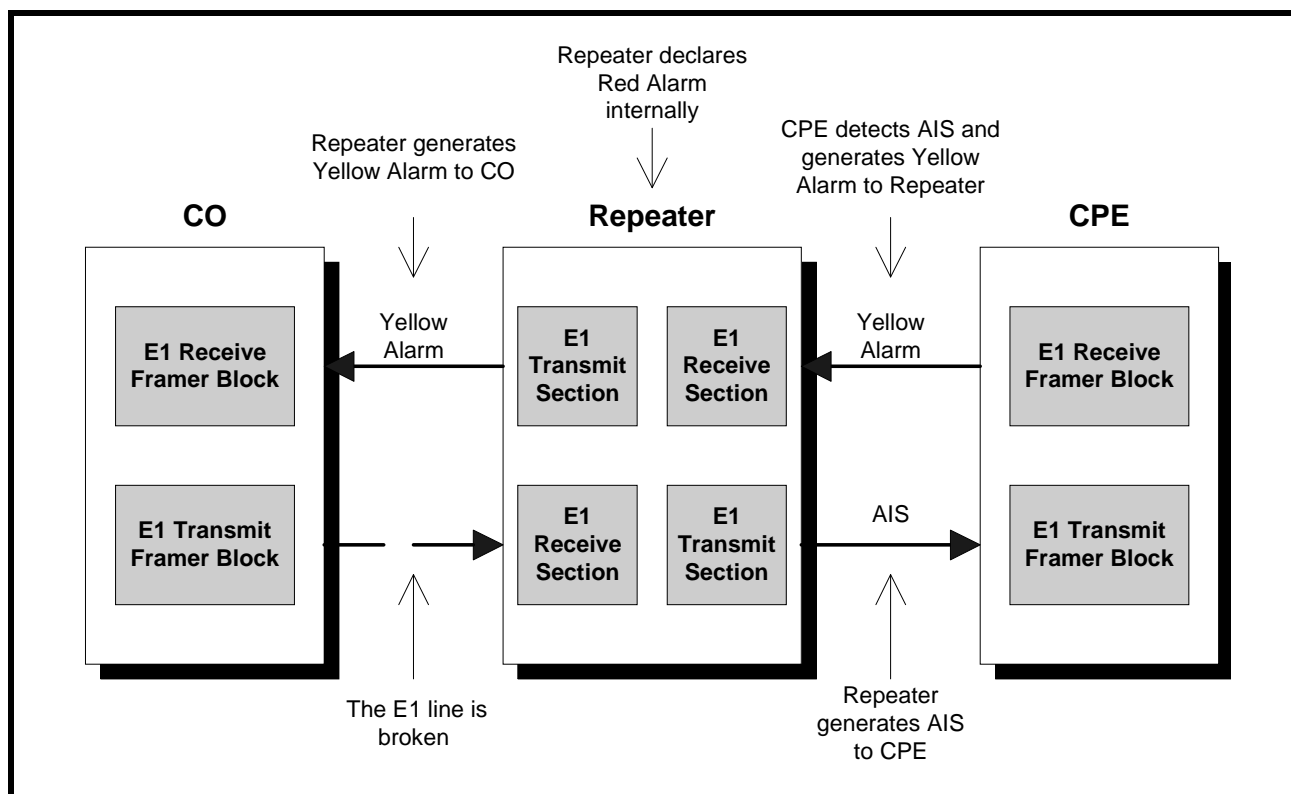 Repeater declares
Red Alarm
internally
Repeater generates
Yellow Alarm to CO
CPE detects AIS and
generates Yellow
Alarm to Repeater
CO
Repeater
CPE
E1 Receive
Framer Block
Yellow
Alarm
E1
Transmit
Section
E1
Receive
Section
Yellow
Alarm
E1 Receive
Framer Block
E1 Transmit
Framer Block
E1
Receive
Section
E1
Transmit
Section
AIS
E1 Transmit
Framer Block
The E1 line is
broken
Repeater
generates AIS
to CPE